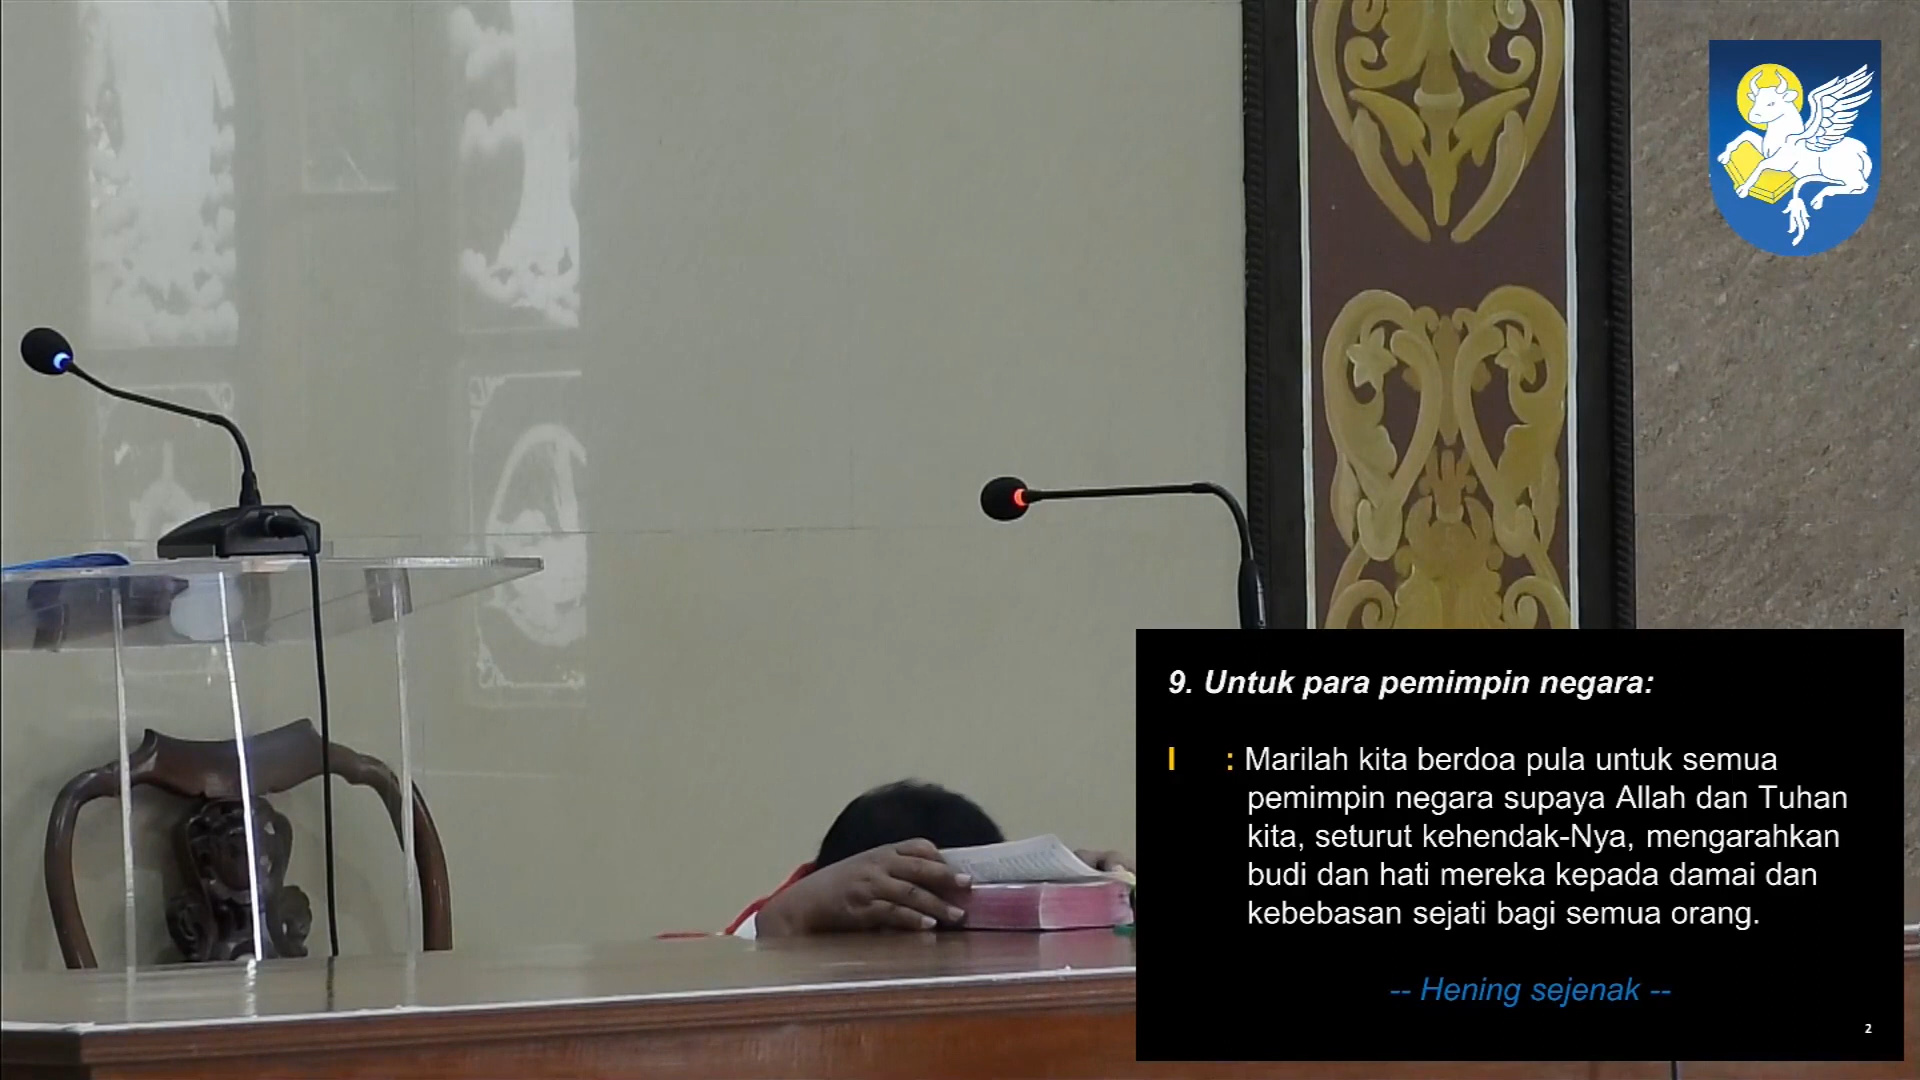 9. Untuk para pemimpin negara:
I : Marilah kita berdoa pula untuk semua
pemimpin negara supaya Allah dan Tuhan
kita, seturut kehendak-Nya, mengarahkan
budi dan hati mereka kepada damai dan
kebebasan sejati bagi semua orang.
-- Hening sejenak --
2